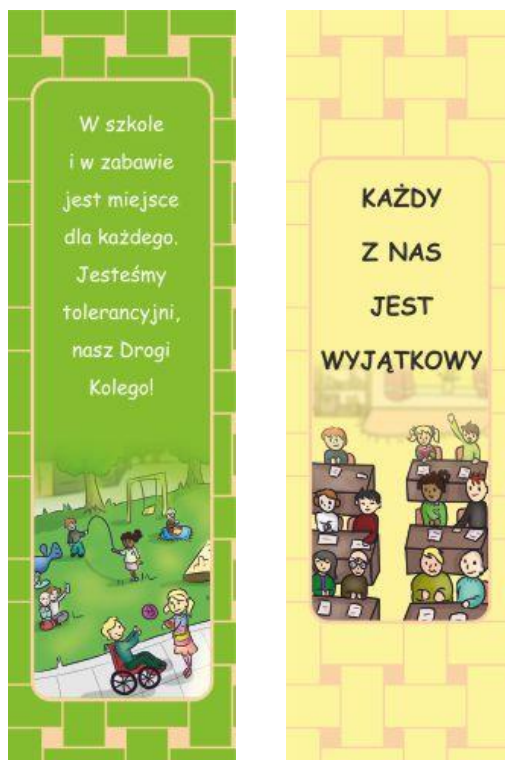 W szkole
i w zabawie
jest miejsce
dla każdego.
Jesteśmy
tolerancyjni,
nasz Drogi
Kolego!
KAŻDY
Z NAS
JEST
WYJĄTKOWY